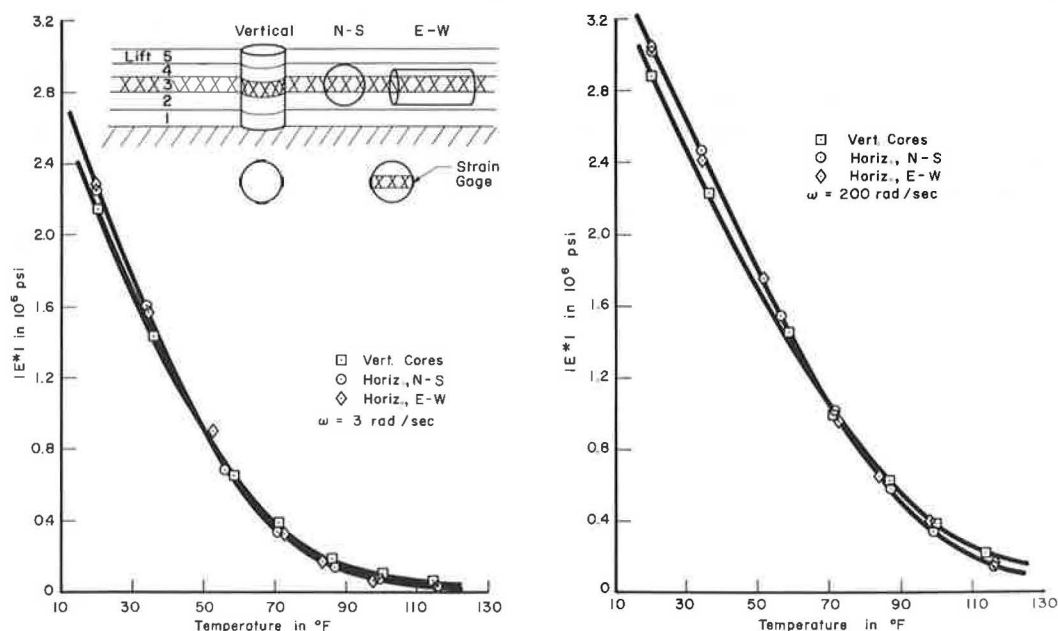 3.2
2.8
2.4
2.0
1.6
1.2
0.8
0.4
0
|E*| in 10⁶ psi
Vertical N-S E-W
Lift 5
4
3
2
1
Strain
Gage
Vert. Cores
Horiz., N-S
Horiz., E-W
ω = 3 rad/sec
10 30 50 70 90 110 130
Temperature in °F
3.2
2.8
2.4
2.0
1.6
1.2
0.8
0.4
0
|E*| in 10⁶ psi
Vert. Cores
Horiz., N-S
Horiz., E-W
ω = 200 rad/sec
10 30 50 70 90 110 130
Temperature in °F